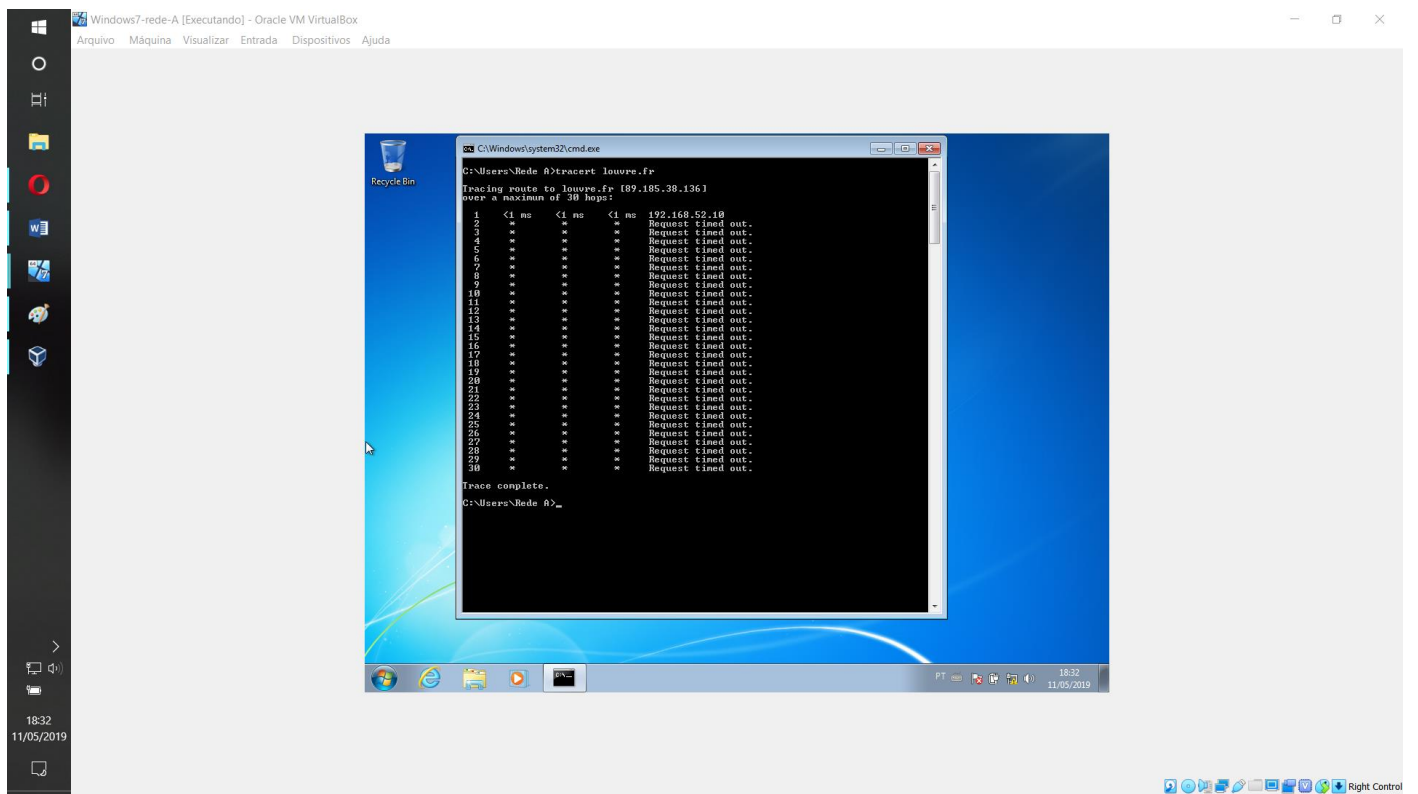 Windows7-rede-A [Executando] - Oracle VM VirtualBox
Arquivo Máquina Visualizar Entrada Dispositivos Ajuda
Recycle Bin
C:\Windows\system32\cmd.exe
C:\Users\Rede A>tracert louvre.fr
Tracing route to louvre.fr [89.185.38.136]
over a maximum of 30 hops:
1 <1 ms <1 ms <1 ms 192.168.52.10
2 * * * Request timed out.
3 * * * Request timed out.
4 * * * Request timed out.
5 * * * Request timed out.
6 * * * Request timed out.
7 * * * Request timed out.
8 * * * Request timed out.
9 * * * Request timed out.
10 * * * Request timed out.
11 * * * Request timed out.
12 * * * Request timed out.
13 * * * Request timed out.
14 * * * Request timed out.
15 * * * Request timed out.
16 * * * Request timed out.
17 * * * Request timed out.
18 * * * Request timed out.
19 * * * Request timed out.
20 * * * Request timed out.
21 * * * Request timed out.
22 * * * Request timed out.
23 * * * Request timed out.
24 * * * Request timed out.
25 * * * Request timed out.
26 * * * Request timed out.
27 * * * Request timed out.
28 * * * Request timed out.
29 * * * Request timed out.
30 * * * Request timed out.
Trace complete.
C:\Users\Rede A>_
PT
18:32
11/05/2019
18:32
11/05/2019
Right Control